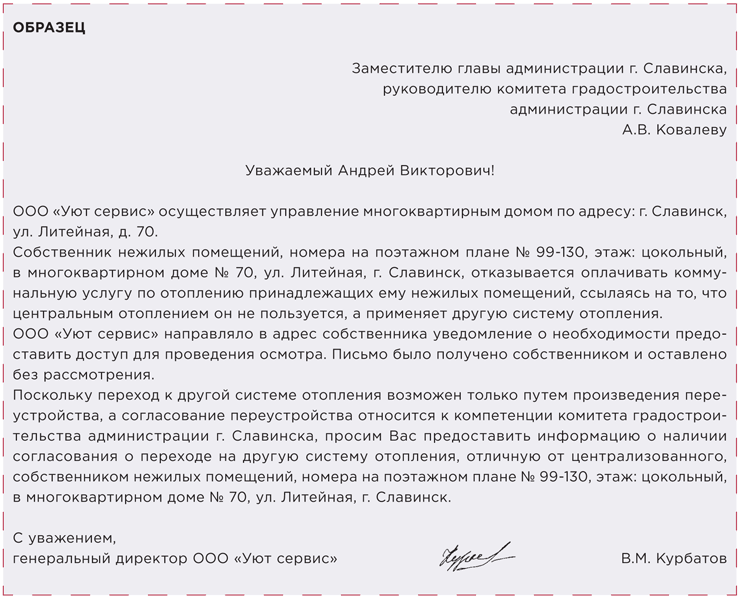 ОБРАЗЕЦ
Заместителю главы администрации г. Славинска,
руководителю комитета градостроительства
администрации г. Славинска
А.В. Ковалеву
Уважаемый Андрей Викторович!
ООО «Уют сервис» осуществляет управление многоквартирным домом по адресу: г. Славинск,
ул. Литейная, д. 70.
Собственник нежилых помещений, номера на поэтажном плане № 99-130, этаж: цокольный,
в многоквартирном доме № 70, ул. Литейная, г. Славинск, отказывается оплачивать комму-
нальную услугу по отоплению принадлежащих ему нежилых помещений, ссылаясь на то, что
центральным отоплением он не пользуется, а применяет другую систему отопления.
ООО «Уют сервис» направляло в адрес собственника уведомление о необходимости предо-
ставить доступ для проведения осмотра. Письмо было получено собственником и оставлено
без рассмотрения.
Поскольку переход к другой системе отопления возможен только путем произведения пере-
устройства, а согласование переустройства относится к компетенции комитета градострои-
тельства администрации г. Славинска, просим Вас предоставить информацию о наличии
согласования о переходе на другую систему отопления, отличную от централизованного,
собственником нежилых помещений, номера на поэтажном плане № 99-130, этаж: цокольный,
в многоквартирном доме № 70, ул. Литейная, г. Славинск.
С уважением,
генеральный директор ООО «Уют сервис» В.М. Курбатов